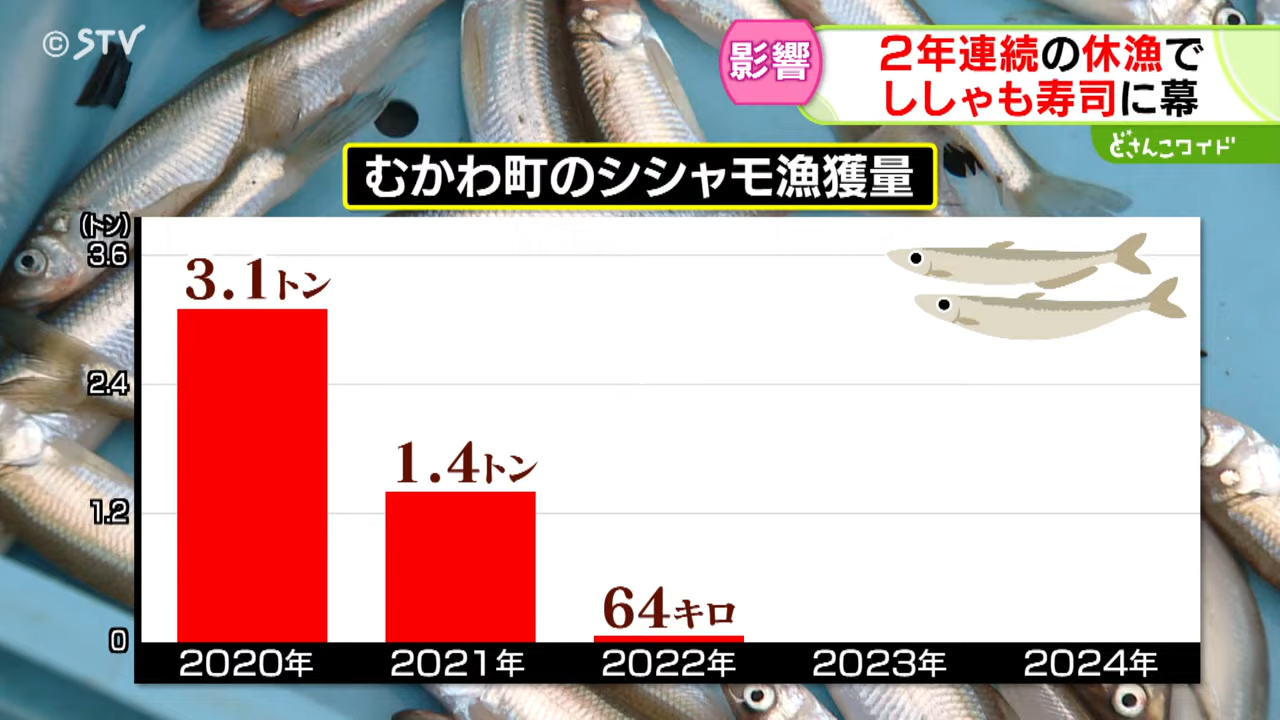 © STV
影響
2年連続の休漁で
ししゃも寿司に幕
どさんこワイド
むかわ町のシシャモ漁獲量
(トン)
3.6
2.4
1.2
0
3.1トン
1.4トン
64キロ
2020年 2021年 2022年 2023年 2024年